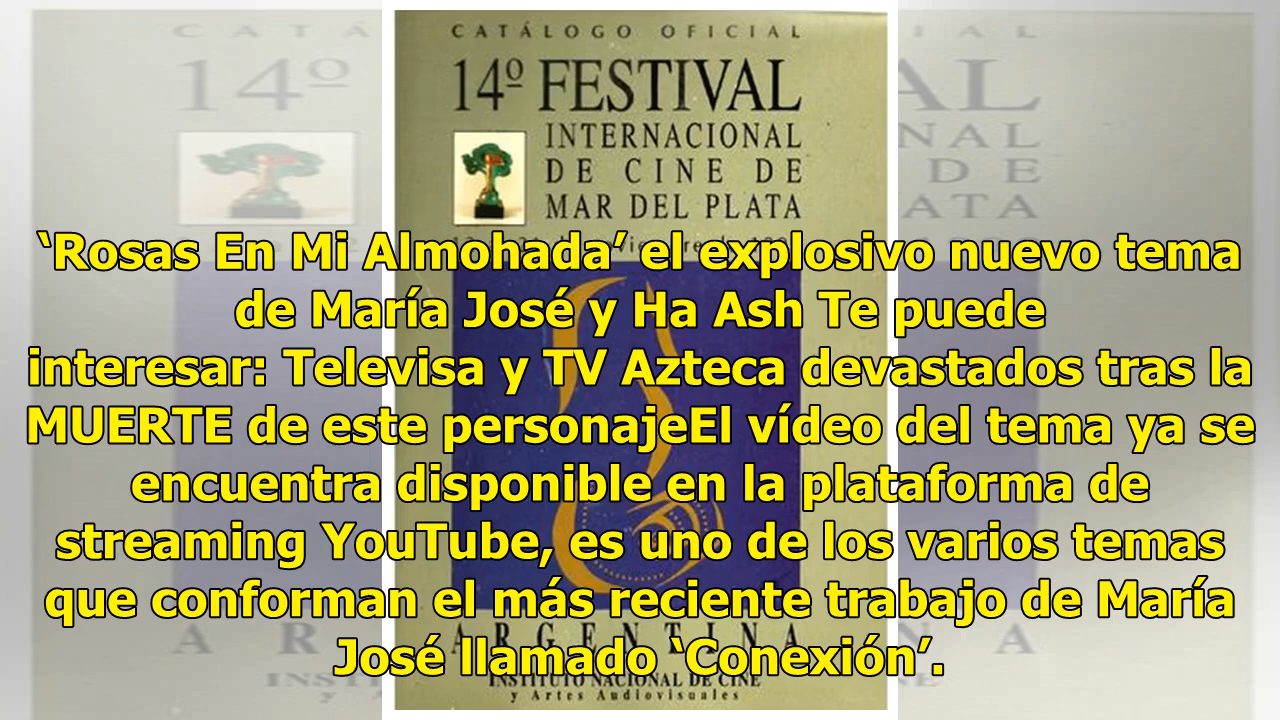 CATÁLOGO OFICIAL
14º FESTIVAL
INTERNACIONAL
DE CINE DE
MAR DEL PLATA
‘Rosas En Mi Almohada’ el explosivo nuevo tema
de María José y Ha Ash Te puede
interesar: Televisa y TV Azteca devastados tras la
MUERTE de este personajeEl vídeo del tema ya se
encuentra disponible en la plataforma de
streaming YouTube, es uno de los varios temas
que conforman el más reciente trabajo de María
José llamado ‘Conexión’.
ARGENTINA
INSTITUTO NACIONAL DE CINE
y Artes Audiovisuales